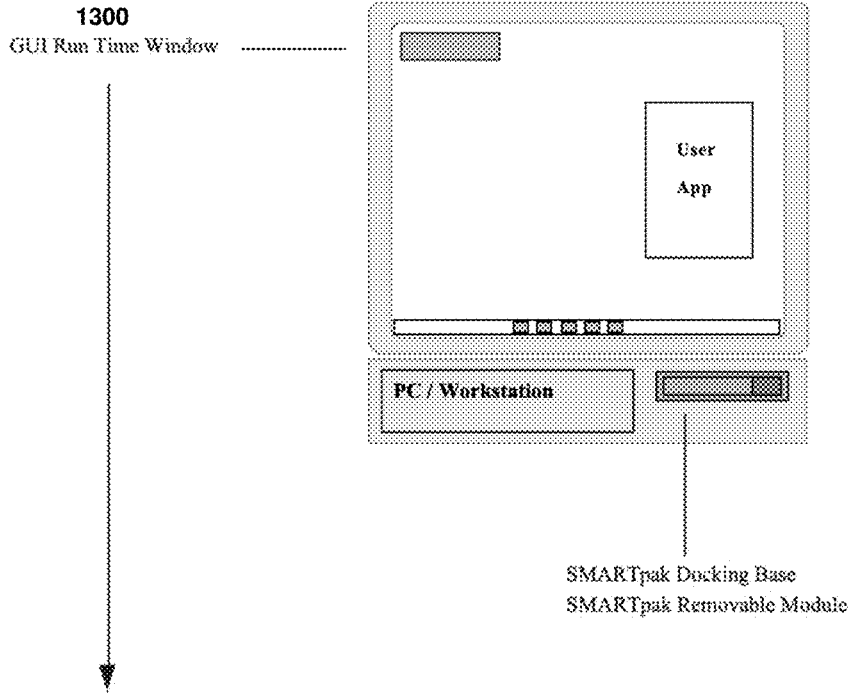 1300
GUI Run Time Window
User
App
PC / Workstation
SMARTpak Docking Base
SMARTpak Removable Module